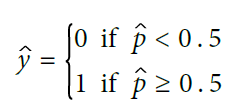 ŷ = { 0 if p̂ < 0.5
1 if p̂ ≥ 0.5